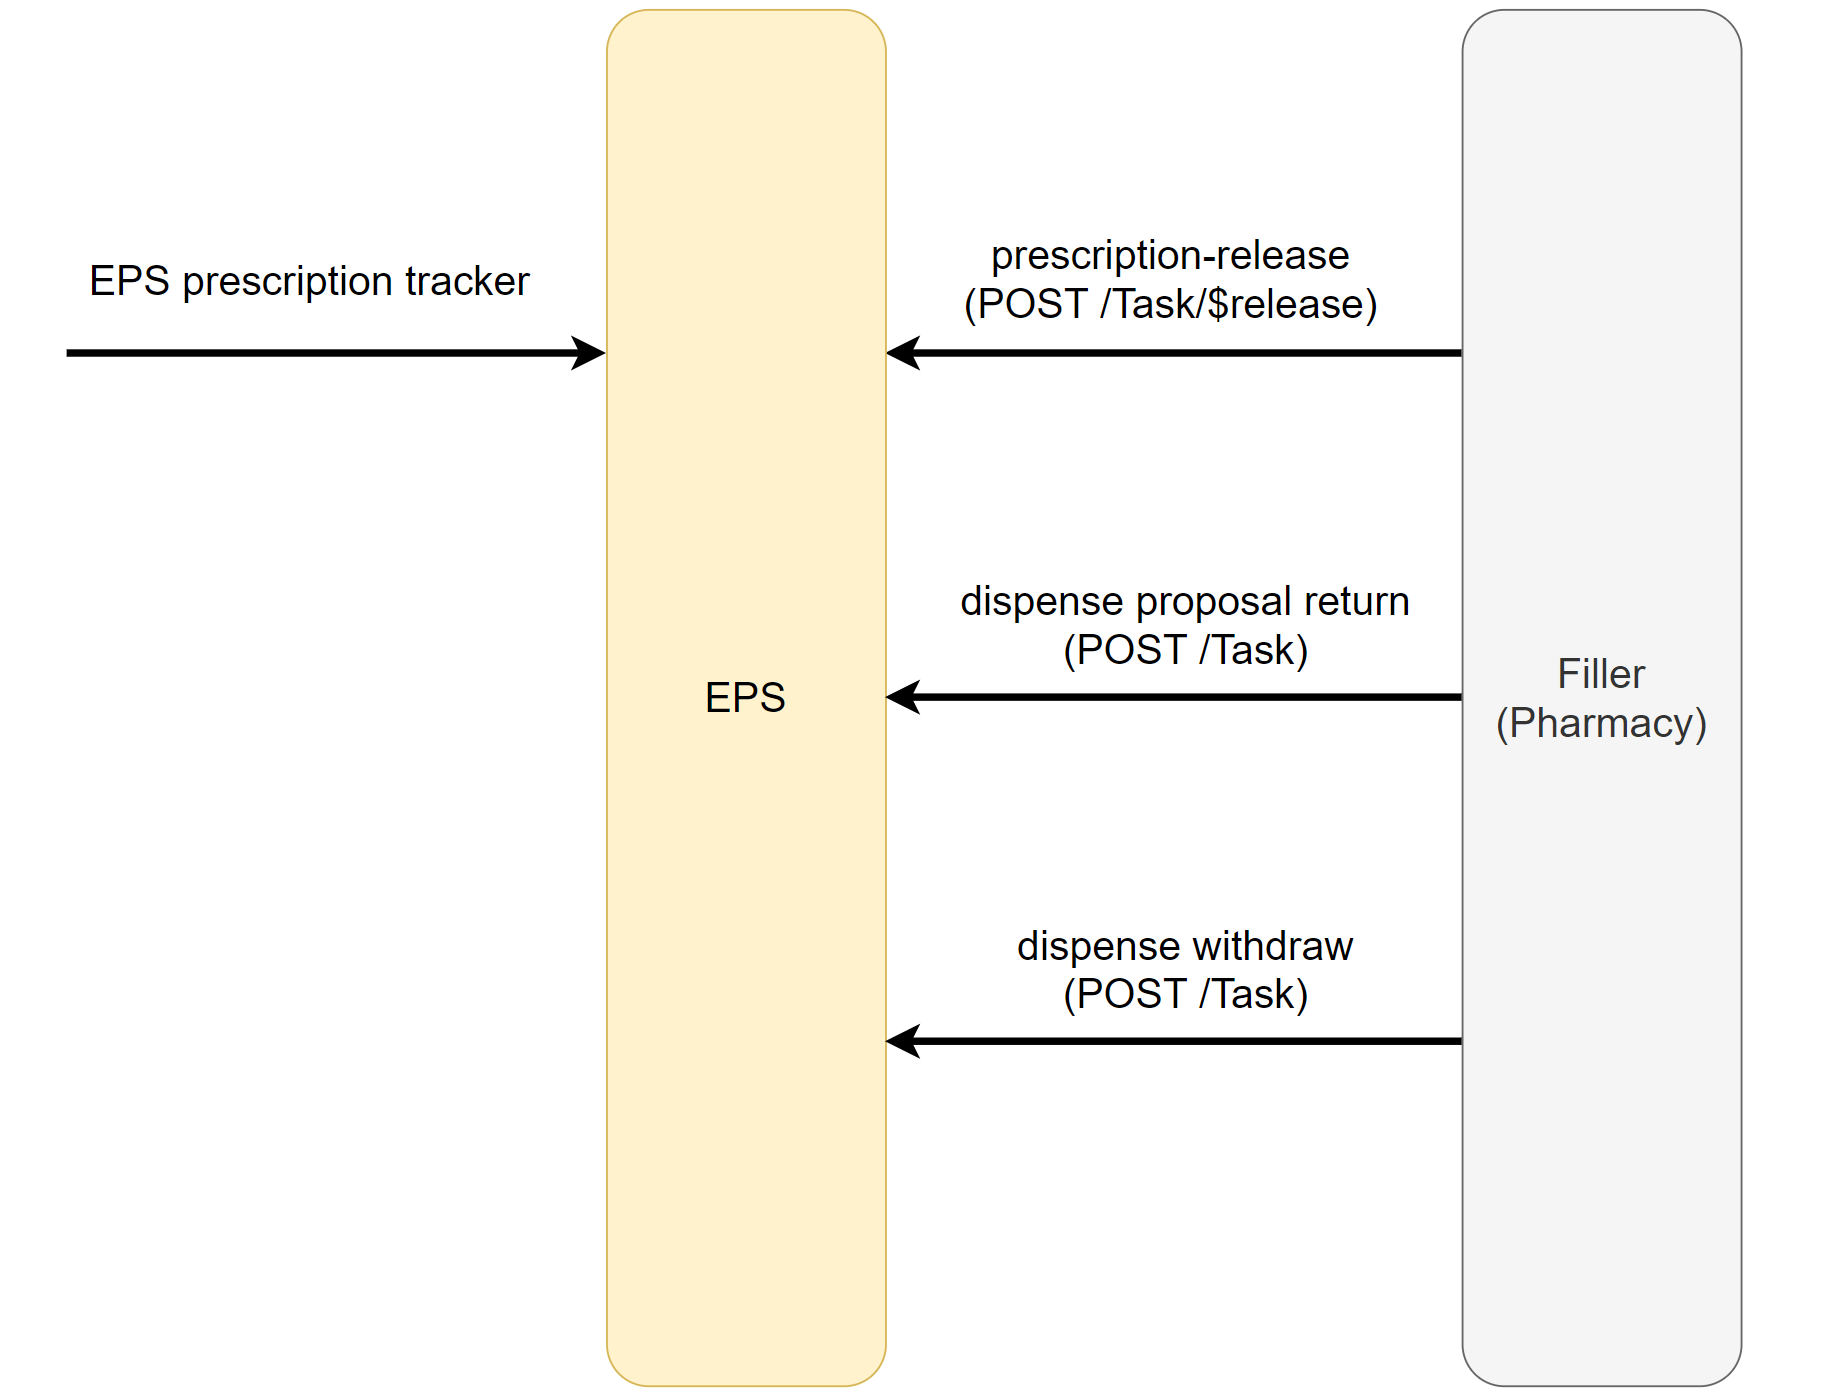 EPS prescription tracker
prescription-release
(POST /Task/$release)
dispense proposal return
(POST /Task)
EPS
Filler
(Pharmacy)
dispense withdraw
(POST /Task)